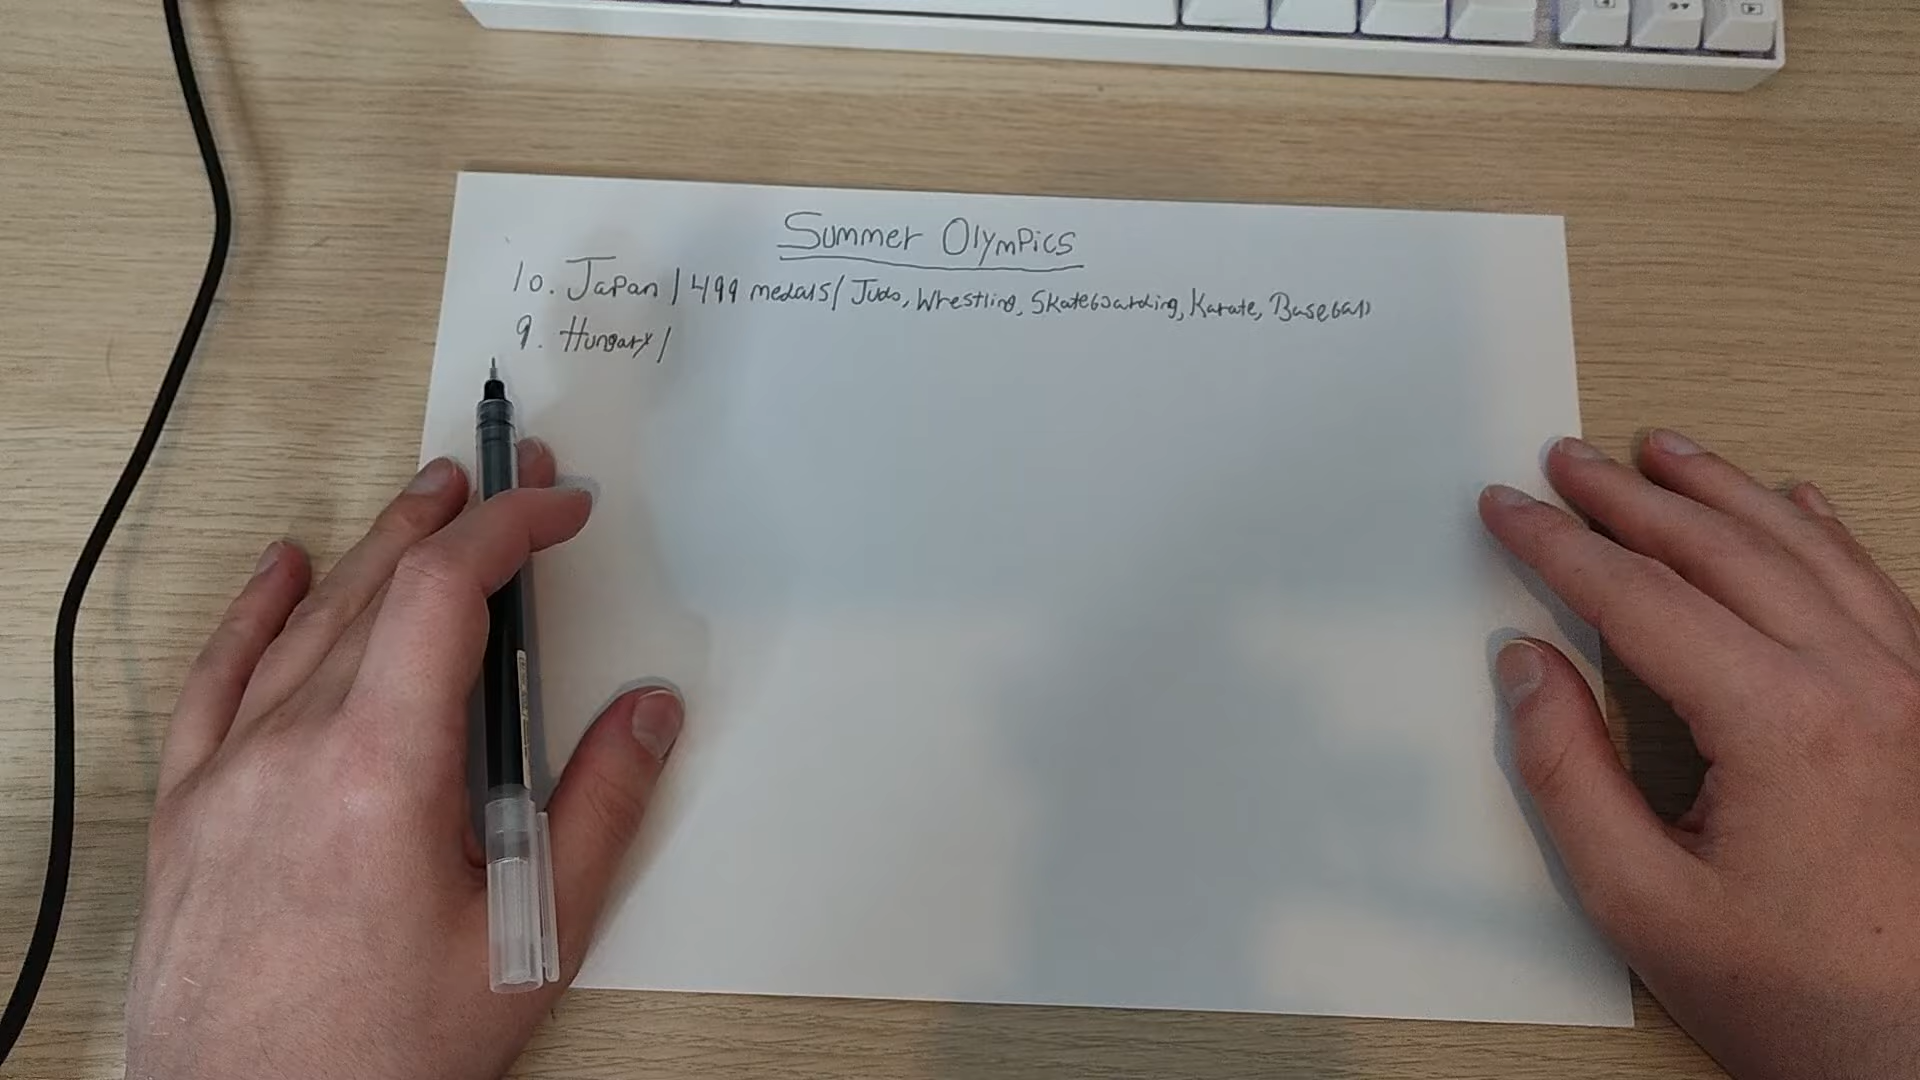 Summer Olympics
10. Japan / 499 medals / Judo, Wrestling, Skateboarding, Karate, Baseball
9. Hungary /